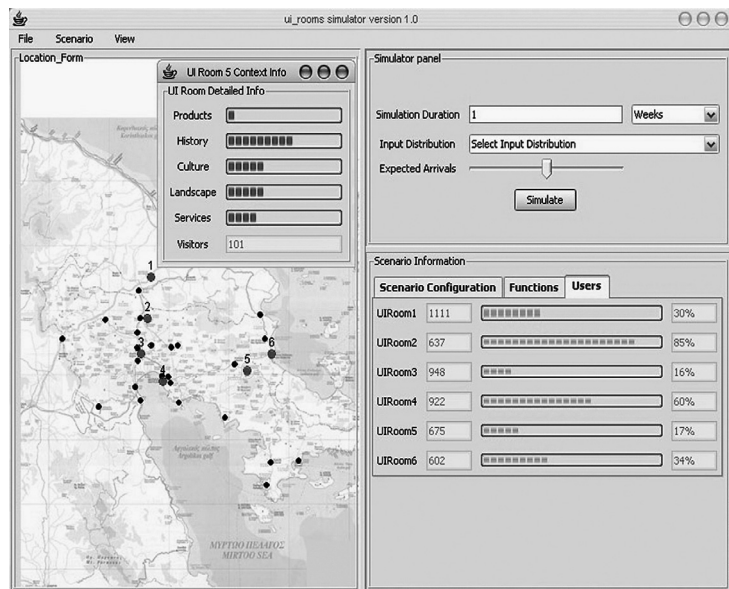 ui_rooms simulator version 1.0
File Scenario View
Location_Form
UI Room 5 Context Info
UI Room Detailed Info
Products
History
Culture
Landscape
Services
Visitors 101
1
2
3
4
5
6
ΜΥΡΤΩΟ ΠΕΛΑΓΟΣ
MIRTOO SEA
Simulator panel
Simulation Duration 1 Weeks
Input Distribution Select Input Distribution
Expected Arrivals
Simulate
Scenario Information
Scenario Configuration Functions Users
UIRoom1 1111 30%
UIRoom2 637 85%
UIRoom3 948 16%
UIRoom4 922 60%
UIRoom5 675 17%
UIRoom6 602 34%